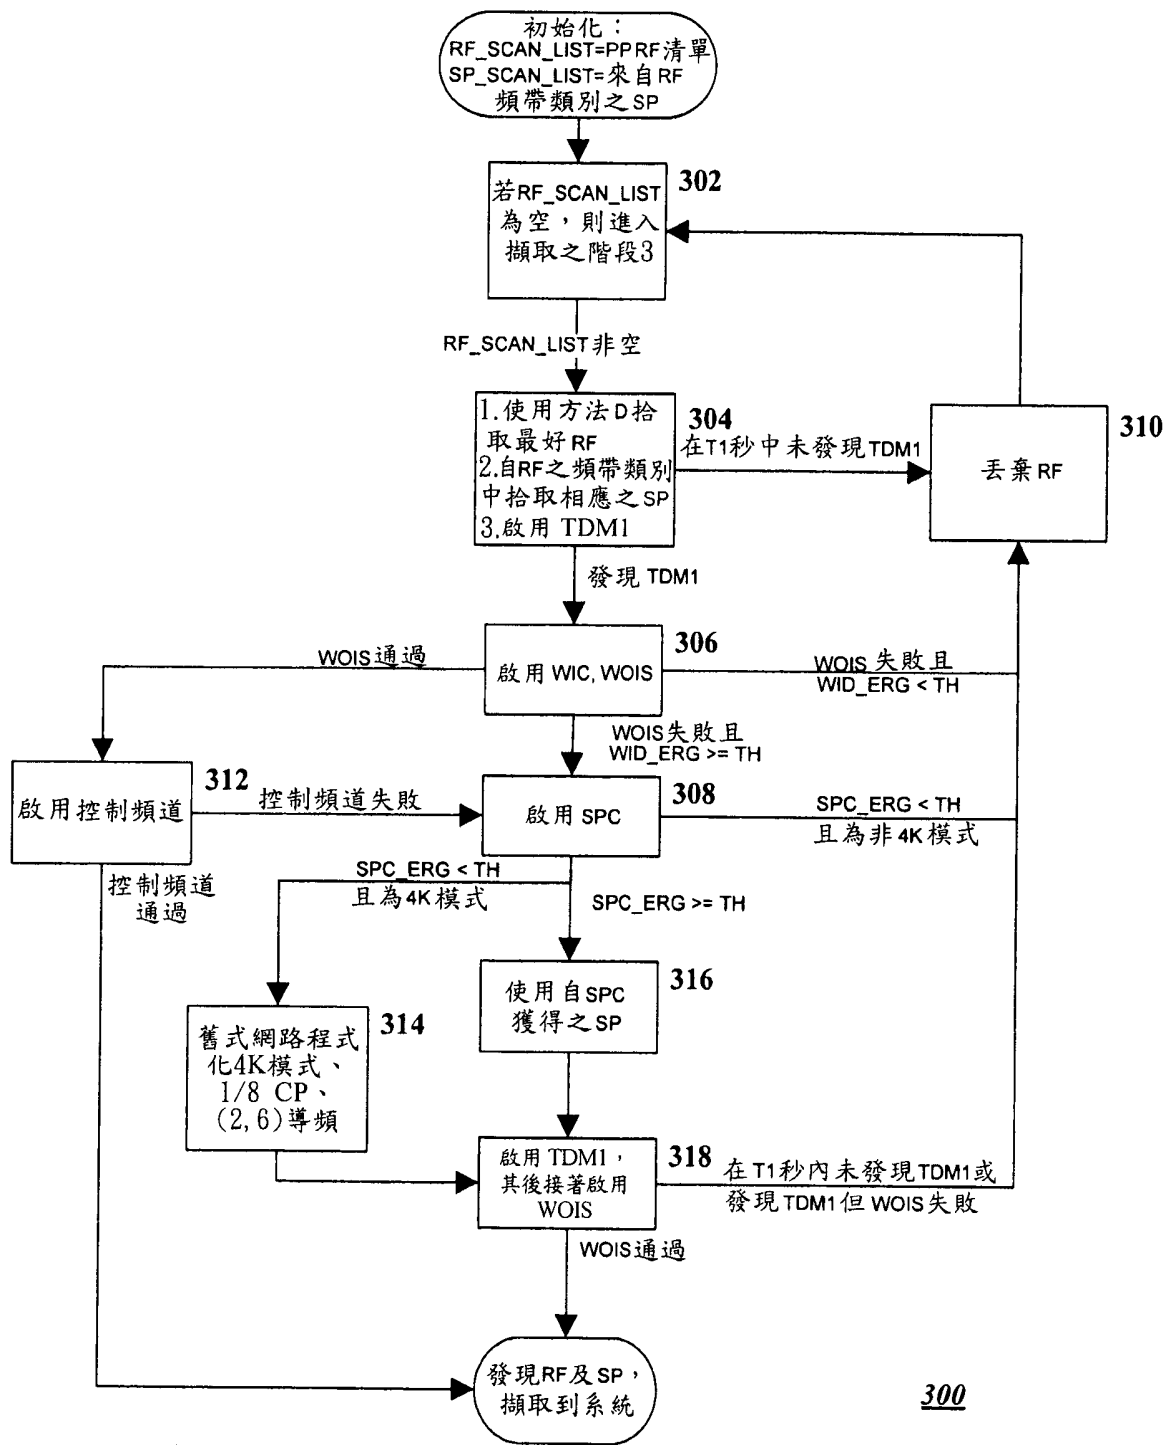 初始化：
RF_SCAN_LIST=PPRF清單
SP_SCAN_LIST=來自RF
頻帶類別之SP
302
若RF_SCAN_LIST
為空，則進入
擷取之階段3
RF_SCAN_LIST非空
304
1.使用方法D拾
取最好RF
2.自RF之頻帶類別
中拾取相應之SP
3.啟用 TDM1
在T1秒中未發現TDM1
310
丟棄RF
發現 TDM1
306
WOIS通過
啟用 WIC, WOIS
WOIS 失敗且
WID_ERG < TH
WOIS失敗且
WID_ERG >= TH
312
啟用控制頻道
控制頻道失敗
308
啟用 SPC
SPC_ERG < TH
且為非4K模式
控制頻道
通過
SPC_ERG < TH
且為4K模式
SPC_ERG >= TH
316
使用自SPC
獲得之SP
314
舊式網路程式
化4K模式、
1/8 CP、
(2,6)導頻
318
啟用 TDM1，
其後接著啟用
WOIS
在T1秒內未發現TDM1或
發現TDM1但WOIS失敗
WOIS通過
發現RF及SP，
擷取到系統
300